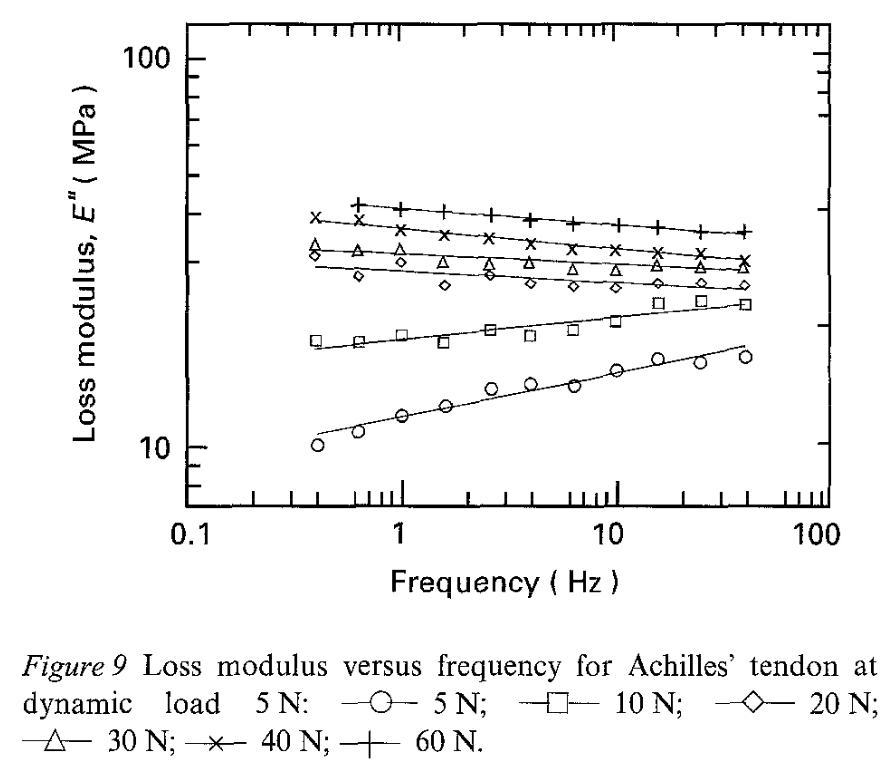 100
Loss modulus, E" (MPa)
10
0.1 1 10 100
Frequency (Hz)
Figure 9 Loss modulus versus frequency for Achilles' tendon at
dynamic load 5 N: —○— 5 N; —□— 10 N; —◇— 20 N;
—△— 30 N; —×— 40 N; —+— 60 N.